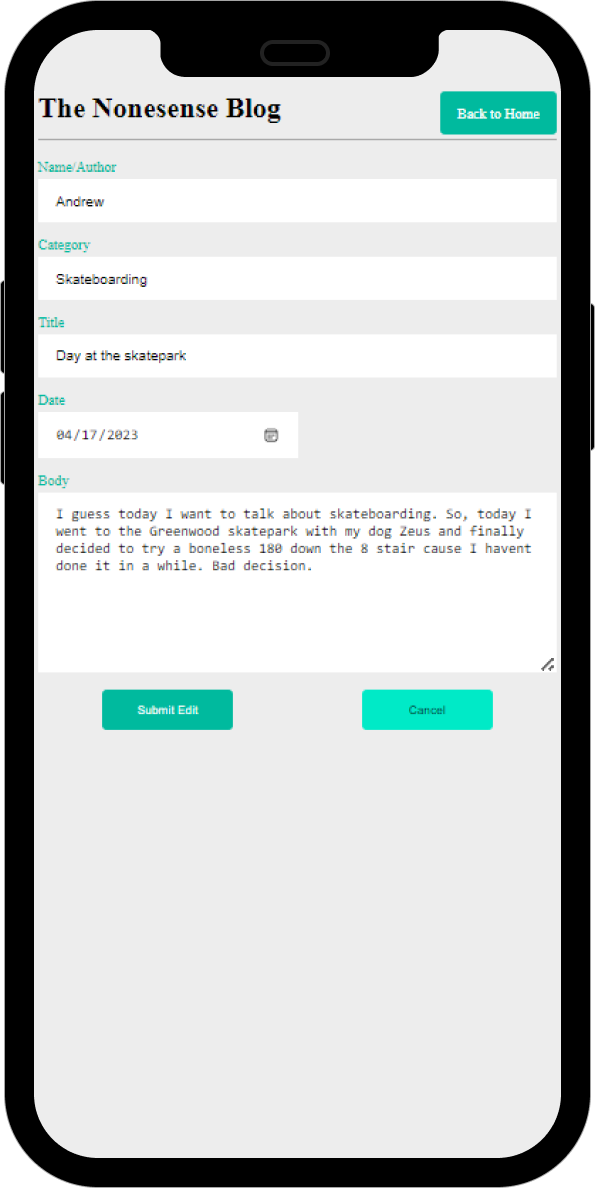 The Nonesense Blog
Back to Home
Name/Author
Andrew
Category
Skateboarding
Title
Day at the skatepark
Date
04/17/2023
Body
I guess today I want to talk about skateboarding. So, today I
went to the Greenwood skatepark with my dog Zeus and finally
decided to try a boneless 180 down the 8 stair cause I havent
done it in a while. Bad decision.
Submit Edit
Cancel